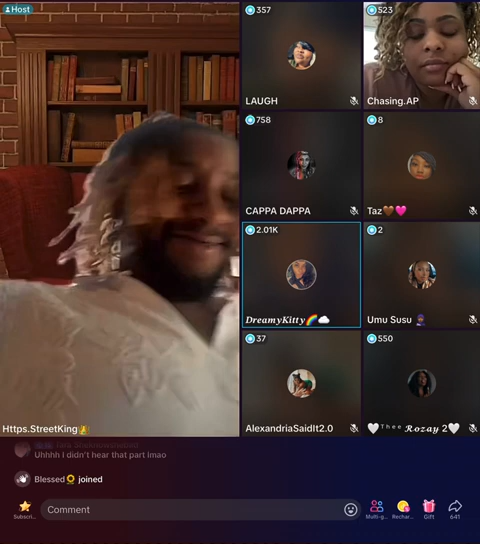 Host
357
LAUGH
523
Chasing.AP
758
CAPPA DAPPA
8
Taz🤎💗
2.01K
DreamyKitty🌈☁️
2
Umu Susu
37
AlexandriaSaidIt2.0
550
🤍ᵀʰᵉᵉ Rozay 2🤍
Https.StreetKing
Uhhhh I didn't hear that part lmao
Blessed joined
Comment
Subscri...
Multi-g...
Rechar...
Gift
641